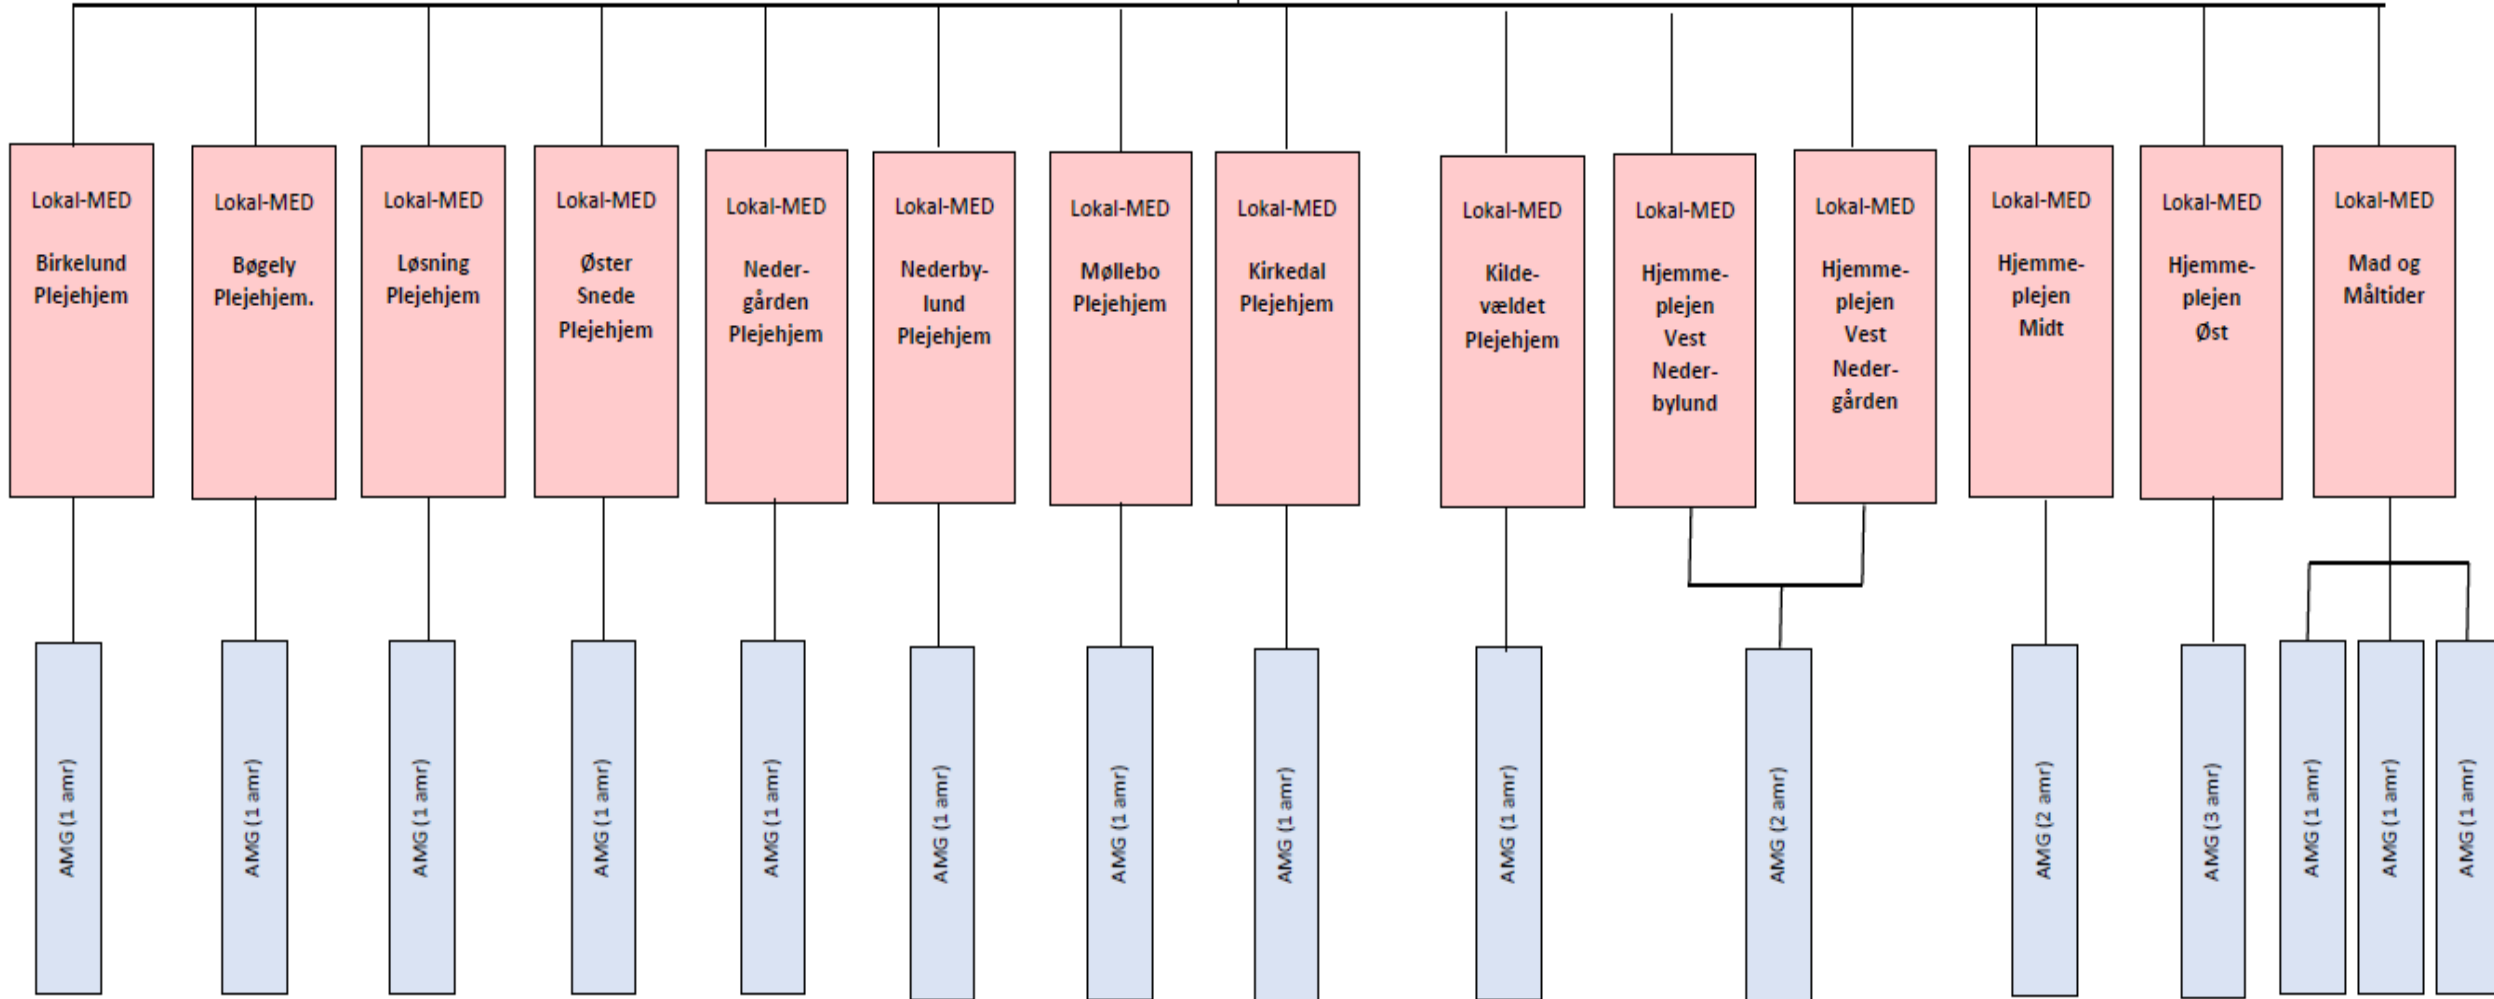 Lokal-MED
Birkelund
Plejehjem
Lokal-MED
Bøgely
Plejehjem.
Lokal-MED
Løsning
Plejehjem
Lokal-MED
Øster
Snede
Plejehjem
Lokal-MED
Neder-
gården
Plejehjem
Lokal-MED
Nederby-
lund
Plejehjem
Lokal-MED
Møllebo
Plejehjem
Lokal-MED
Kirkedal
Plejehjem
Lokal-MED
Kilde-
vældet
Plejehjem
Lokal-MED
Hjemme-
plejen
Vest
Neder-
bylund
Lokal-MED
Hjemme-
plejen
Vest
Neder-
gården
Lokal-MED
Hjemme-
plejen
Midt
Lokal-MED
Hjemme-
plejen
Øst
Lokal-MED
Mad og
Måltider
AMG (1 amr)
AMG (1 amr)
AMG (1 amr)
AMG (1 amr)
AMG (1 amr)
AMG (1 amr)
AMG (1 amr)
AMG (1 amr)
AMG (1 amr)
AMG (2 amr)
AMG (2 amr)
AMG (3 amr)
AMG (1 amr)
AMG (1 amr)
AMG (1 amr)